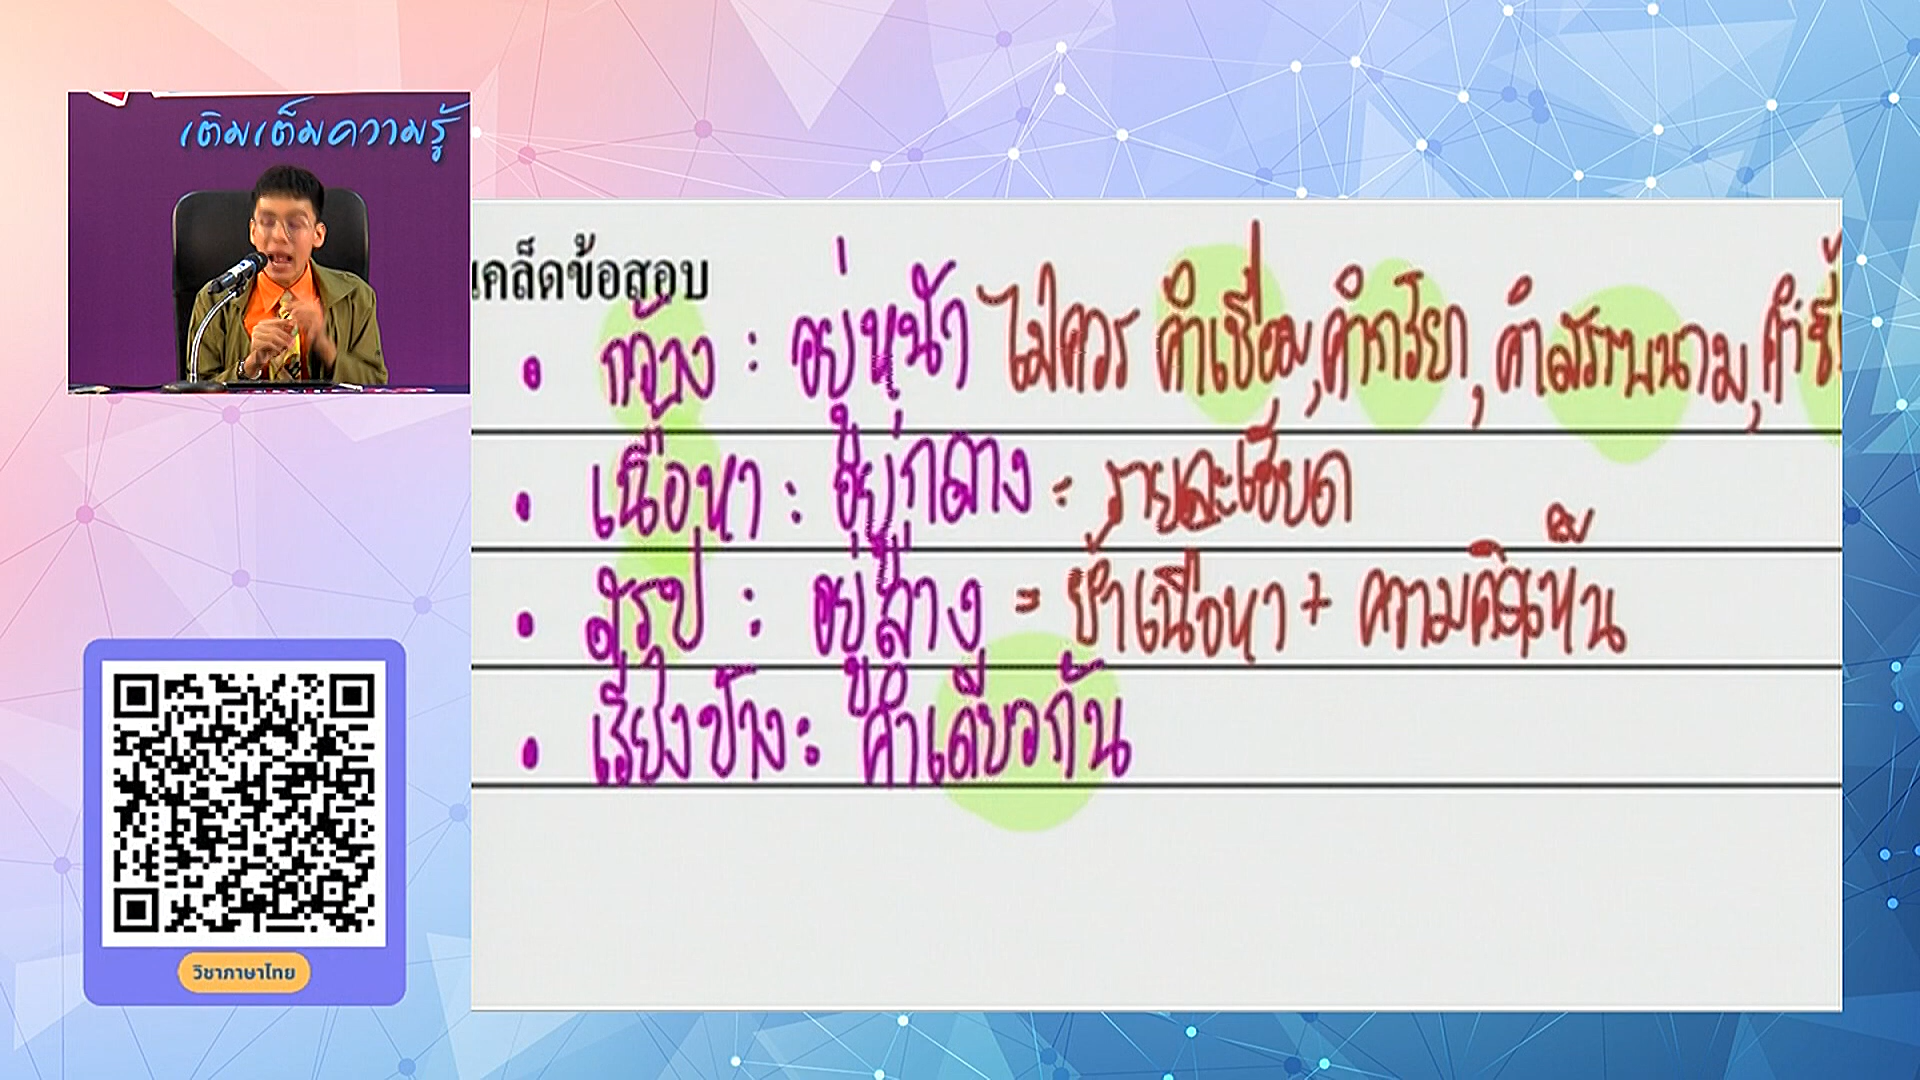 เติมเต็มความรู้
เคล็ดข้อสอบ
• กว้าง : อยู่หน้า ไม่ควร คำเชื่อม, คำกริยา, คำสรรพนาม, คำชี้
• เนื้อหา : อยู่กลาง = รายละเอียด
• สรุป : อยู่ล่าง = ย้ำเนื้อหา + ความคิดเห็น
• เรียงข้าง : คำเดียวกัน
วิชาภาษาไทย